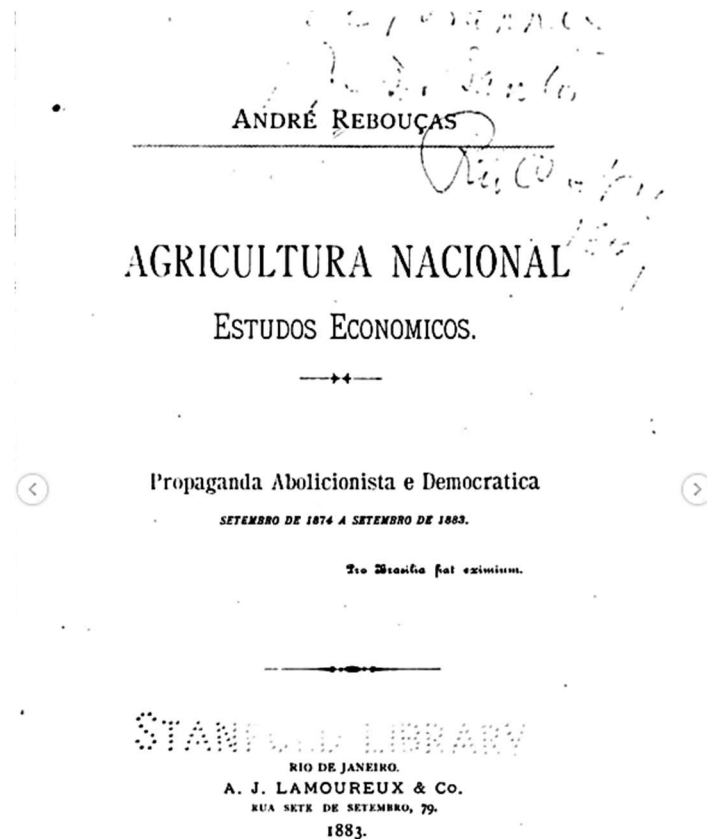 ANDRÉ REBOUÇAS
AGRICULTURA NACIONAL
ESTUDOS ECONOMICOS.
Propaganda Abolicionista e Democratica
SETEMBRO DE 1874 A SETEMBRO DE 1883.
Pro Brasilia fiat eximium.
STANFORD LIBRARY
RIO DE JANEIRO.
A. J. LAMOUREUX & Co.
RUA SETE DE SETEMBRO, 79.
1883.